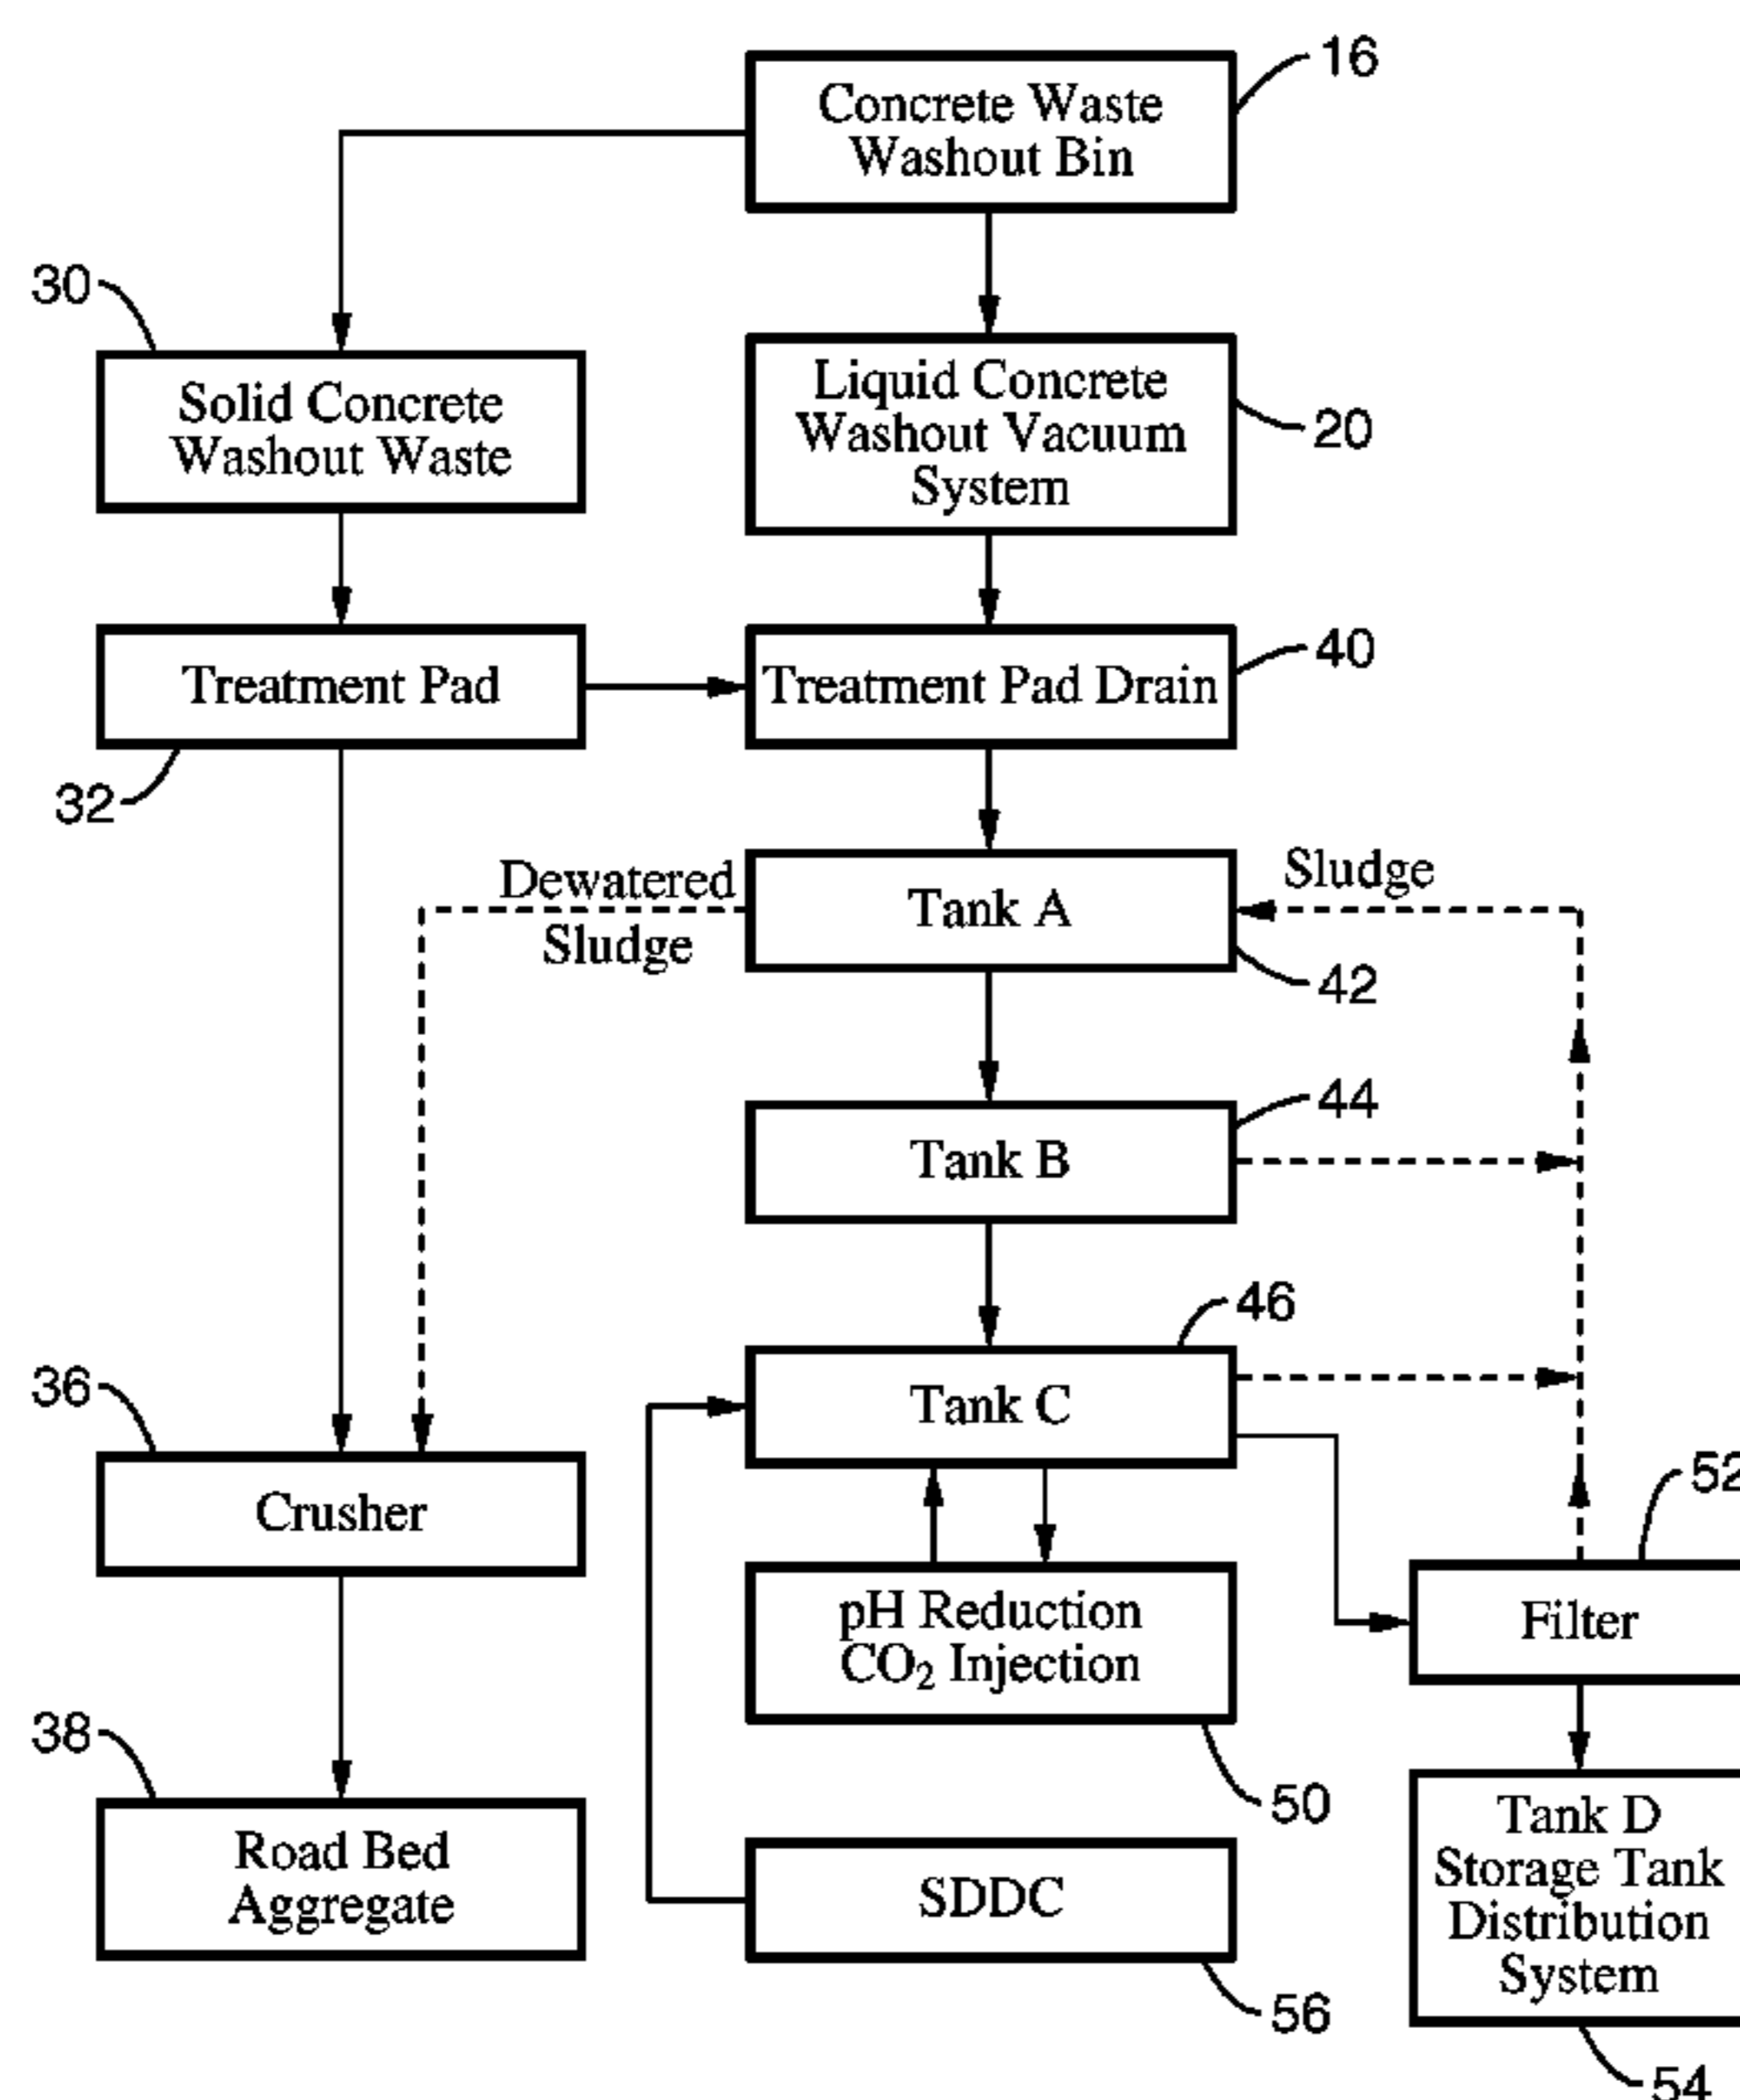 16
Concrete Waste
Washout Bin
30
Solid Concrete
Washout Waste
Liquid Concrete
Washout Vacuum
System
20
Treatment Pad
32
Treatment Pad Drain
40
Dewatered
Sludge
Tank A
Sludge
42
Tank B
44
46
Tank C
36
Crusher
pH Reduction
CO₂ Injection
50
52
Filter
38
Road Bed
Aggregate
SDDC
56
Tank D
Storage Tank
Distribution
System
54